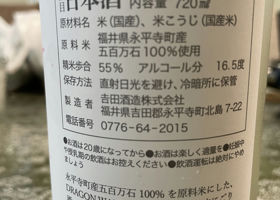 日本酒 内容量 720㎖
原材料 米(国産)、米こうじ(国産米)
原料米 福井県永平寺町産
五百万石100%使用
精米歩合 55% アルコール分 16.5度
保存方法 直射日光を避け、冷暗所に保管
製造者 吉田酒造株式会社
福井県吉田郡永平寺町北島 7-22
電話番号 0776-64-2015
●お酒は20歳になってから●お酒は楽しく適量を●妊娠中
や授乳期の飲酒はお控えください ●飲酒運転は絶対にやめ
ましょう
永平寺町産五百万石 100% を原料米にした、
DRAGON